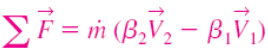 ∑ F⃗ = ṁ (β₂V⃗₂ − β₁V⃗₁)